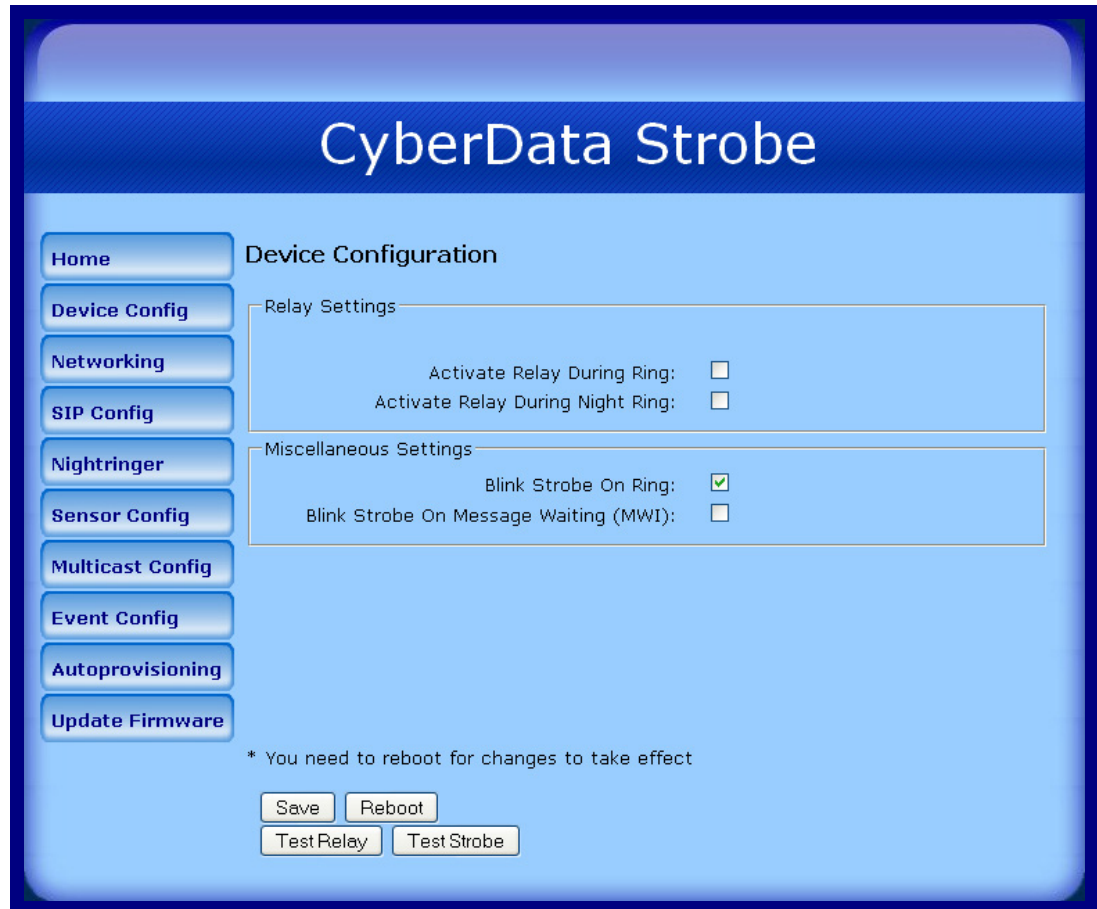 CyberData Strobe
Home
Device Config
Networking
SIP Config
Nightringer
Sensor Config
Multicast Config
Event Config
Autoprovisioning
Update Firmware
Device Configuration
Relay Settings
Activate Relay During Ring:
Activate Relay During Night Ring:
Miscellaneous Settings
Blink Strobe On Ring:
Blink Strobe On Message Waiting (MWI):
* You need to reboot for changes to take effect
Save Reboot
Test Relay Test Strobe